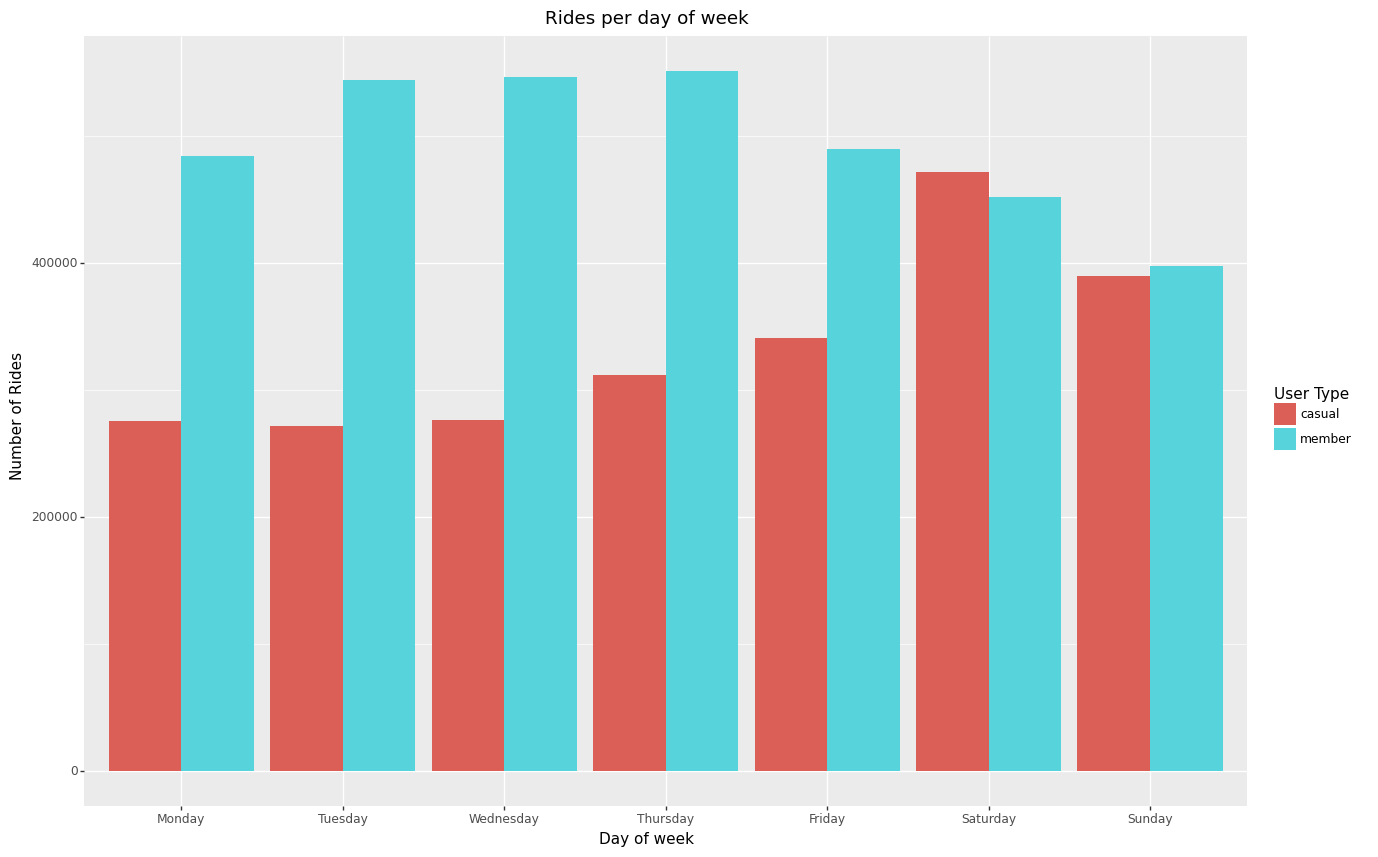 Rides per day of week
Number of Rides
400000
200000
0
Monday Tuesday Wednesday Thursday Friday Saturday Sunday
Day of week
User Type
casual
member